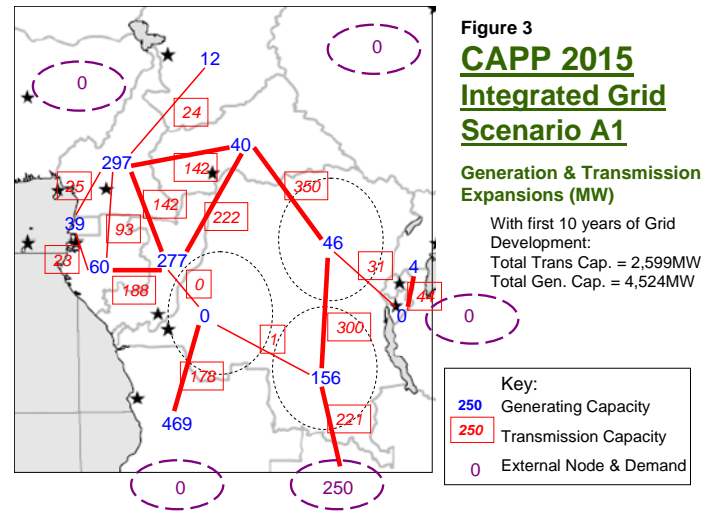 Figure 3
CAPP 2015
Integrated Grid
Scenario A1
Generation & Transmission
Expansions (MW)
With first 10 years of Grid
Development:
Total Trans Cap. = 2,599MW
Total Gen. Cap. = 4,524MW
0
0
12
24
297
40
142
25
350
142
39
93
222
46
23
60
277
31
4
188
0
44
0
0
0
1
300
178
156
469
221
0
250
Key:
250 Generating Capacity
250 Transmission Capacity
0 External Node & Demand